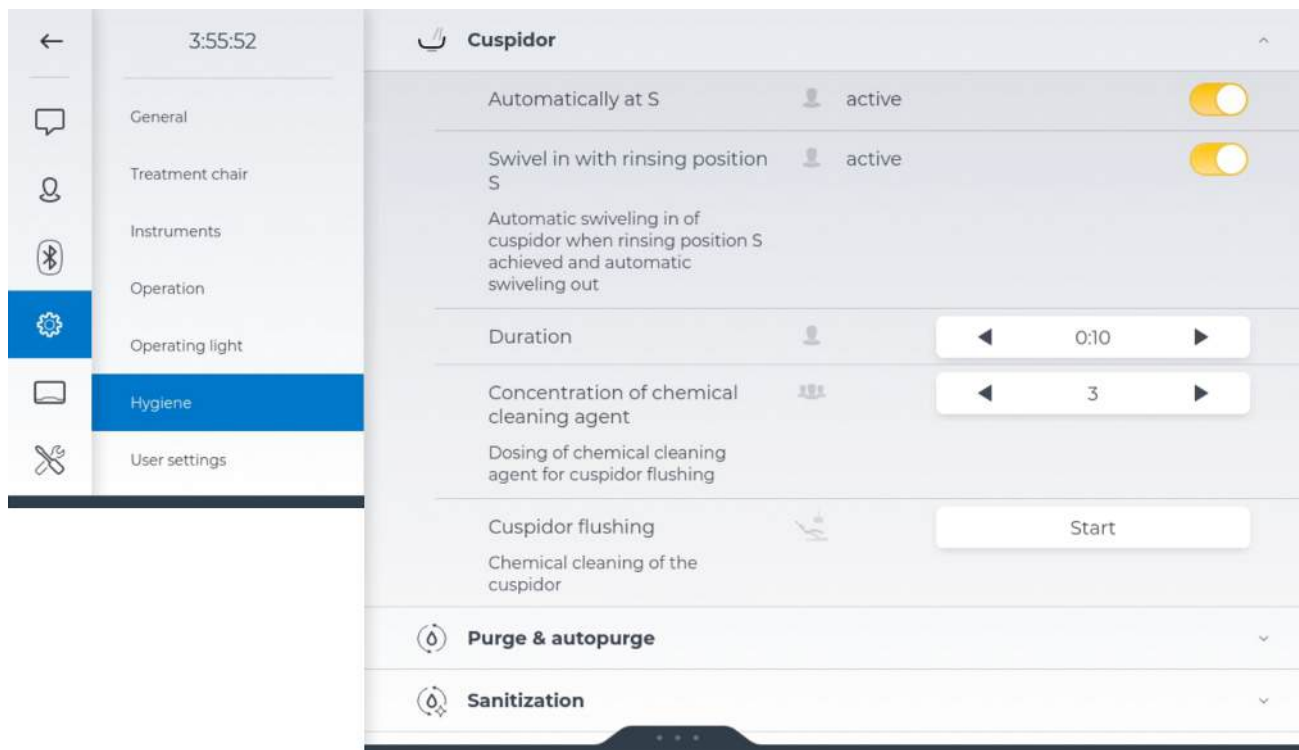 3:55:52
General
Treatment chair
Instruments
Operation
Operating light
Hygiene
User settings
Cuspidor
Automatically at S active
Swivel in with rinsing position active
S
Automatic swiveling in of
cuspidor when rinsing position S
achieved and automatic
swiveling out
Duration 0:10
Concentration of chemical 3
cleaning agent
Dosing of chemical cleaning
agent for cuspidor flushing
Cuspidor flushing Start
Chemical cleaning of the
cuspidor
Purge & autopurge
Sanitization